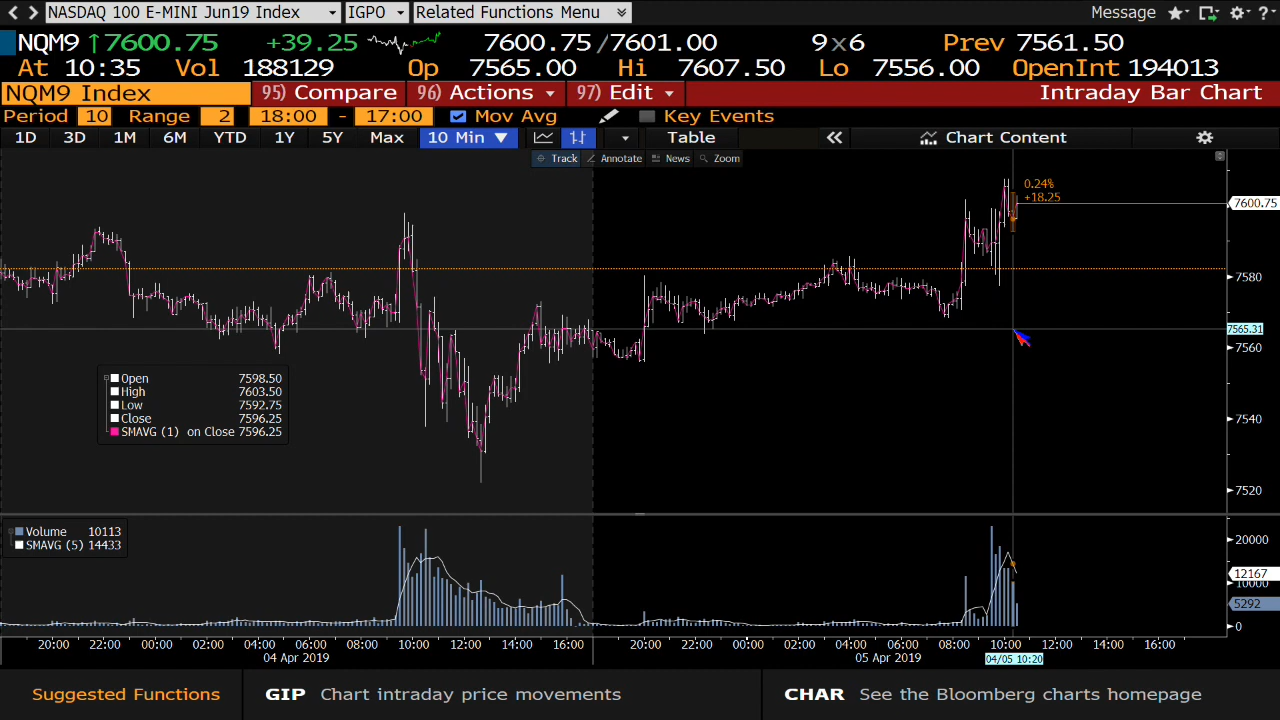 NASDAQ 100 E-MINI Jun19 Index IGPO Related Functions Menu Message ?
NQM9 ↑7600.75 +39.25 7600.75/7601.00 9x6 Prev 7561.50
At 10:35 Vol 188129 Op 7565.00 Hi 7607.50 Lo 7556.00 OpenInt 194013
NQM9 Index 95) Compare 96) Actions 97) Edit Intraday Bar Chart
Period 10 Range 2 18:00 - 17:00 Mov Avg Key Events
1D 3D 1M 6M YTD 1Y 5Y Max 10 Min ▼ Table « Chart Content
Track Annotate News Zoom
0.24%
+18.25
7600.75
7580
7565.31
7560
7540
7520
Open 7598.50
High 7603.50
Low 7592.75
Close 7596.25
SMAVG (1) on Close 7596.25
Volume 10113
SMAVG (5) 14433
20000
12167
10000
5292
0
20:00 22:00 00:00 02:00 04:00 06:00 08:00 10:00 12:00 14:00 16:00 20:00 22:00 00:00 02:00 04:00 06:00 08:00 10:00 12:00 14:00 16:00
04 Apr 2019 05 Apr 2019 04/05 10:20
Suggested Functions GIP Chart intraday price movements CHAR See the Bloomberg charts homepage